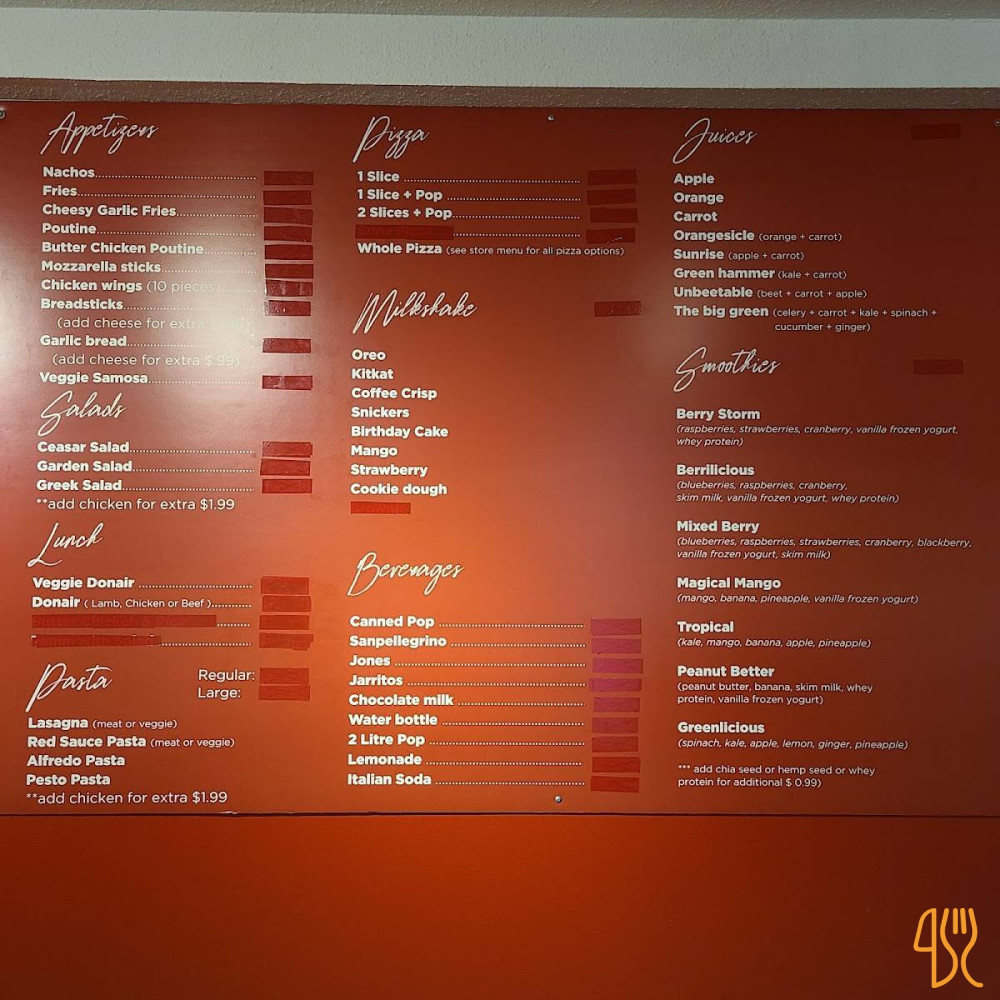 Appetizers
Nachos
Fries
Cheesy Garlic Fries
Poutine
Butter Chicken Poutine
Mozzarella sticks
Chicken wings (10 pieces)
Breadsticks
(add cheese for extra
Garlic bread
(add cheese for extra $.99)
Veggie Samosa
Salads
Ceasar Salad
Garden Salad
Greek Salad
**add chicken for extra $1.99
Lunch
Veggie Donair
Donair ( Lamb, Chicken or Beef )
Pasta
Regular:
Large:
Lasagna (meat or veggie)
Red Sauce Pasta (meat or veggie)
Alfredo Pasta
Pesto Pasta
**add chicken for extra $1.99
Pizza
1 Slice
1 Slice + Pop
2 Slices + Pop
Whole Pizza (see store menu for all pizza options)
Milkshake
Oreo
Kitkat
Coffee Crisp
Snickers
Birthday Cake
Mango
Strawberry
Cookie dough
Beverages
Canned Pop
Sanpellegrino
Jones
Jarritos
Chocolate milk
Water bottle
2 Litre Pop
Lemonade
Italian Soda
Juices
Apple
Orange
Carrot
Orangesicle (orange + carrot)
Sunrise (apple + carrot)
Green hammer (kale + carrot)
Unbeetable (beet + carrot + apple)
The big green (celery + carrot + kale + spinach +
cucumber + ginger)
Smoothies
Berry Storm
(raspberries, strawberries, cranberry, vanilla frozen yogurt,
whey protein)
Berrilicious
(blueberries, raspberries, cranberry,
skim milk, vanilla frozen yogurt, whey protein)
Mixed Berry
(blueberries, raspberries, strawberries, cranberry, blackberry,
vanilla frozen yogurt, skim milk)
Magical Mango
(mango, banana, pineapple, vanilla frozen yogurt)
Tropical
(kale, mango, banana, apple, pineapple)
Peanut Better
(peanut butter, banana, skim milk, whey
protein, vanilla frozen yogurt)
Greenlicious
(spinach, kale, apple, lemon, ginger, pineapple)
*** add chia seed or hemp seed or whey
protein for additional $ 0.99)